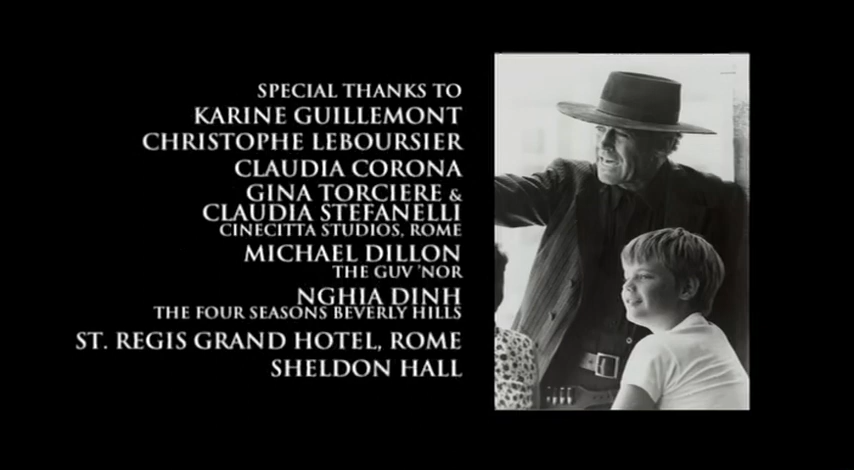 SPECIAL THANKS TO
KARINE GUILLEMONT
CHRISTOPHE LEBOURSIER
CLAUDIA CORONA
GINA TORCIERE &
CLAUDIA STEFANELLI
CINECITTA STUDIOS, ROME
MICHAEL DILLON
THE GUV 'NOR
NGHIA DINH
THE FOUR SEASONS BEVERLY HILLS
ST. REGIS GRAND HOTEL, ROME
SHELDON HALL